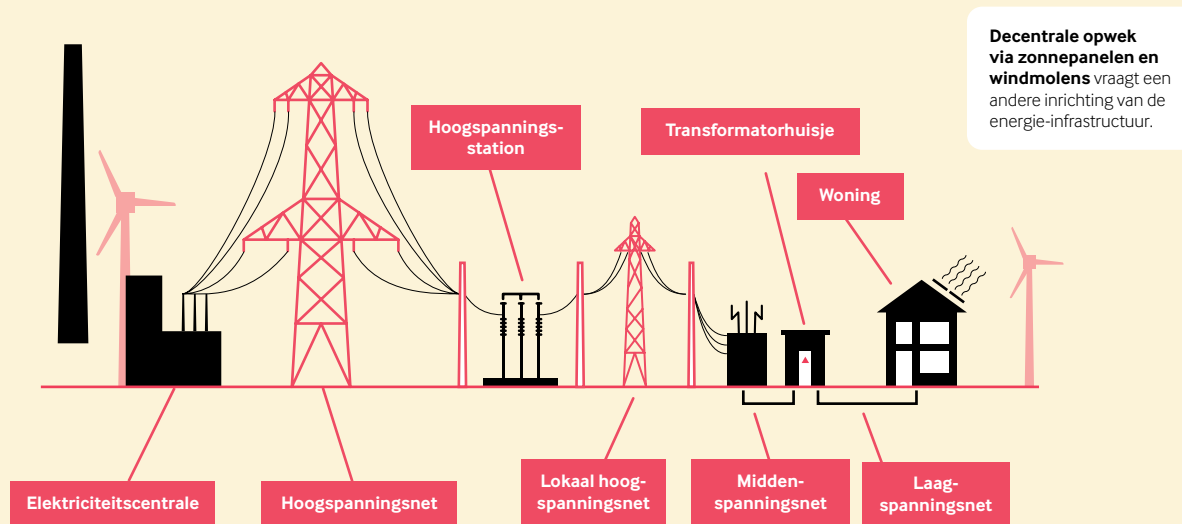 Decentrale opwek
via zonnepanelen en
windmolens vraagt een
andere inrichting van de
energie-infrastructuur.
Hoogspannings-
station
Transformatorhuisje
Woning
Elektriciteitscentrale
Hoogspanningsnet
Lokaal hoog-
spanningsnet
Midden-
spanningsnet
Laag-
spanningsnet